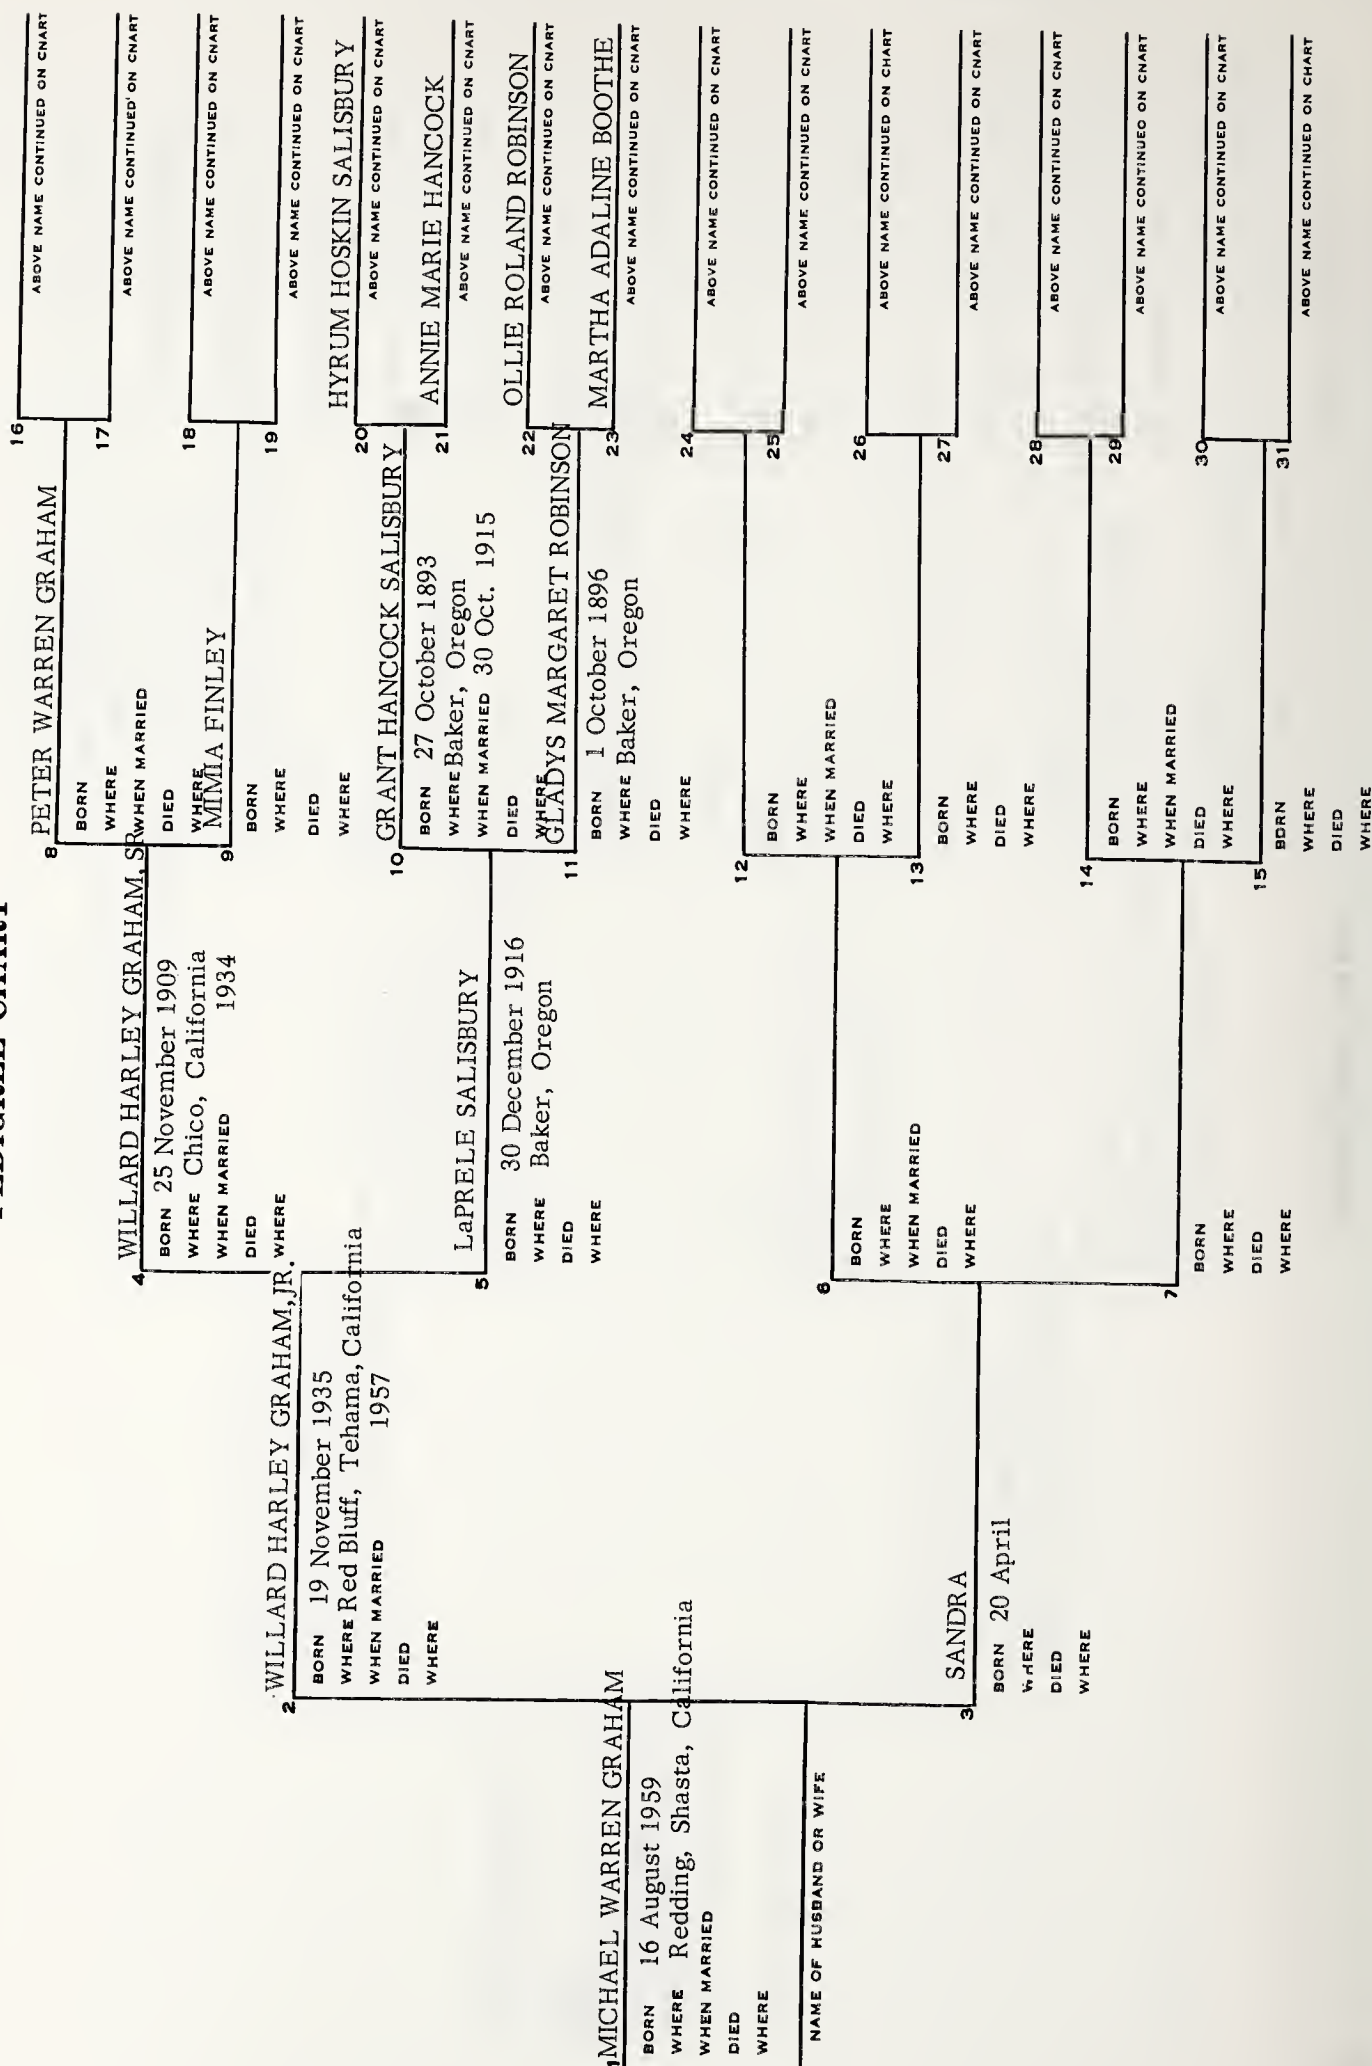 PEDIGREE CHART
1
MICHAEL WARREN GRAHAM
BORN 16 August 1959
WHERE Redding, Shasta, California
WHEN MARRIED
DIED
WHERE
NAME OF HUSBAND OR WIFE
2
WILLARD HARLEY GRAHAM, JR.
BORN 19 November 1935
WHERE Red Bluff, Tehama, California
WHEN MARRIED 1957
DIED
WHERE
3
SANDRA
BORN 20 April
WHERE
DIED
WHERE
4
WILLARD HARLEY GRAHAM, SR.
BORN 25 November 1909
WHERE Chico, California
WHEN MARRIED 1934
DIED
WHERE
5
LaPRELE SALISBURY
BORN 30 December 1916
WHERE Baker, Oregon
DIED
WHERE
6
BORN
WHERE
WHEN MARRIED
DIED
WHERE
7
BORN
WHERE
DIED
WHERE
8
PETER WARREN GRAHAM
BORN
WHERE
WHEN MARRIED
DIED
WHERE
9
MIMIA FINLEY
BORN
WHERE
DIED
WHERE
10
GRANT HANCOCK SALISBURY
BORN 27 October 1893
WHERE Baker, Oregon
WHEN MARRIED 30 Oct. 1915
DIED
WHERE
11
GLADYS MARGARET ROBINSON
BORN 1 October 1896
WHERE Baker, Oregon
DIED
WHERE
12
BORN
WHERE
WHEN MARRIED
DIED
WHERE
13
BORN
WHERE
DIED
WHERE
14
BORN
WHERE
WHEN MARRIED
DIED
WHERE
15
BORN
WHERE
DIED
WHERE
16
ABOVE NAME CONTINUED ON CHART
17
ABOVE NAME CONTINUED ON CHART
18
ABOVE NAME CONTINUED ON CHART
19
ABOVE NAME CONTINUED ON CHART
20
HYRUM HOSKIN SALISBURY
ABOVE NAME CONTINUED ON CHART
21
ANNIE MARIE HANCOCK
ABOVE NAME CONTINUED ON CHART
22
OLLIE ROLAND ROBINSON
ABOVE NAME CONTINUED ON CHART
23
MARTHA ADALINE BOOTHE
ABOVE NAME CONTINUED ON CHART
24
ABOVE NAME CONTINUED ON CHART
25
ABOVE NAME CONTINUED ON CHART
26
ABOVE NAME CONTINUED ON CHART
27
ABOVE NAME CONTINUED ON CHART
28
ABOVE NAME CONTINUED ON CHART
29
ABOVE NAME CONTINUED ON CHART
30
ABOVE NAME CONTINUED ON CHART
31
ABOVE NAME CONTINUED ON CHART